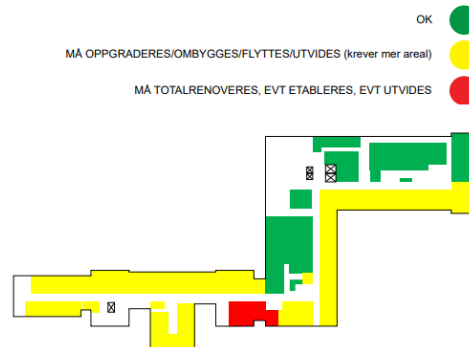 OK
MÅ OPPGRADERES/OMBYGGES/FLYTTES/UTVIDES (krever mer areal)
MÅ TOTALRENOVERES, EVT ETABLERES, EVT UTVIDES